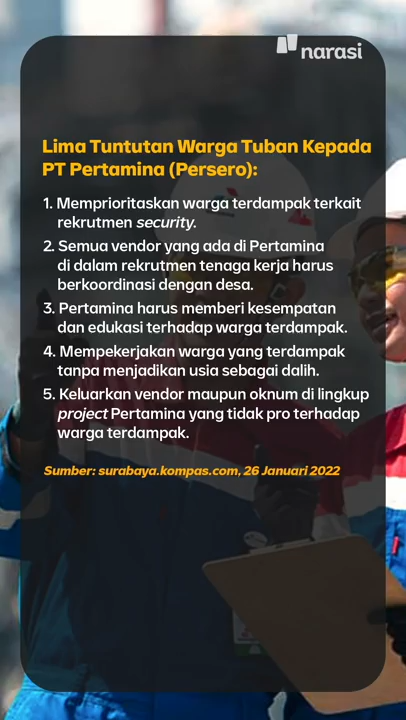 narasi
Lima Tuntutan Warga Tuban Kepada
PT Pertamina (Persero):
1. Memprioritaskan warga terdampak terkait
rekrutmen security.
2. Semua vendor yang ada di Pertamina
di dalam rekrutmen tenaga kerja harus
berkoordinasi dengan desa.
3. Pertamina harus memberi kesempatan
dan edukasi terhadap warga terdampak.
4. Mempekerjakan warga yang terdampak
tanpa menjadikan usia sebagai dalih.
5. Keluarkan vendor maupun oknum di lingkup
project Pertamina yang tidak pro terhadap
warga terdampak.
Sumber: surabaya.kompas.com, 26 Januari 2022